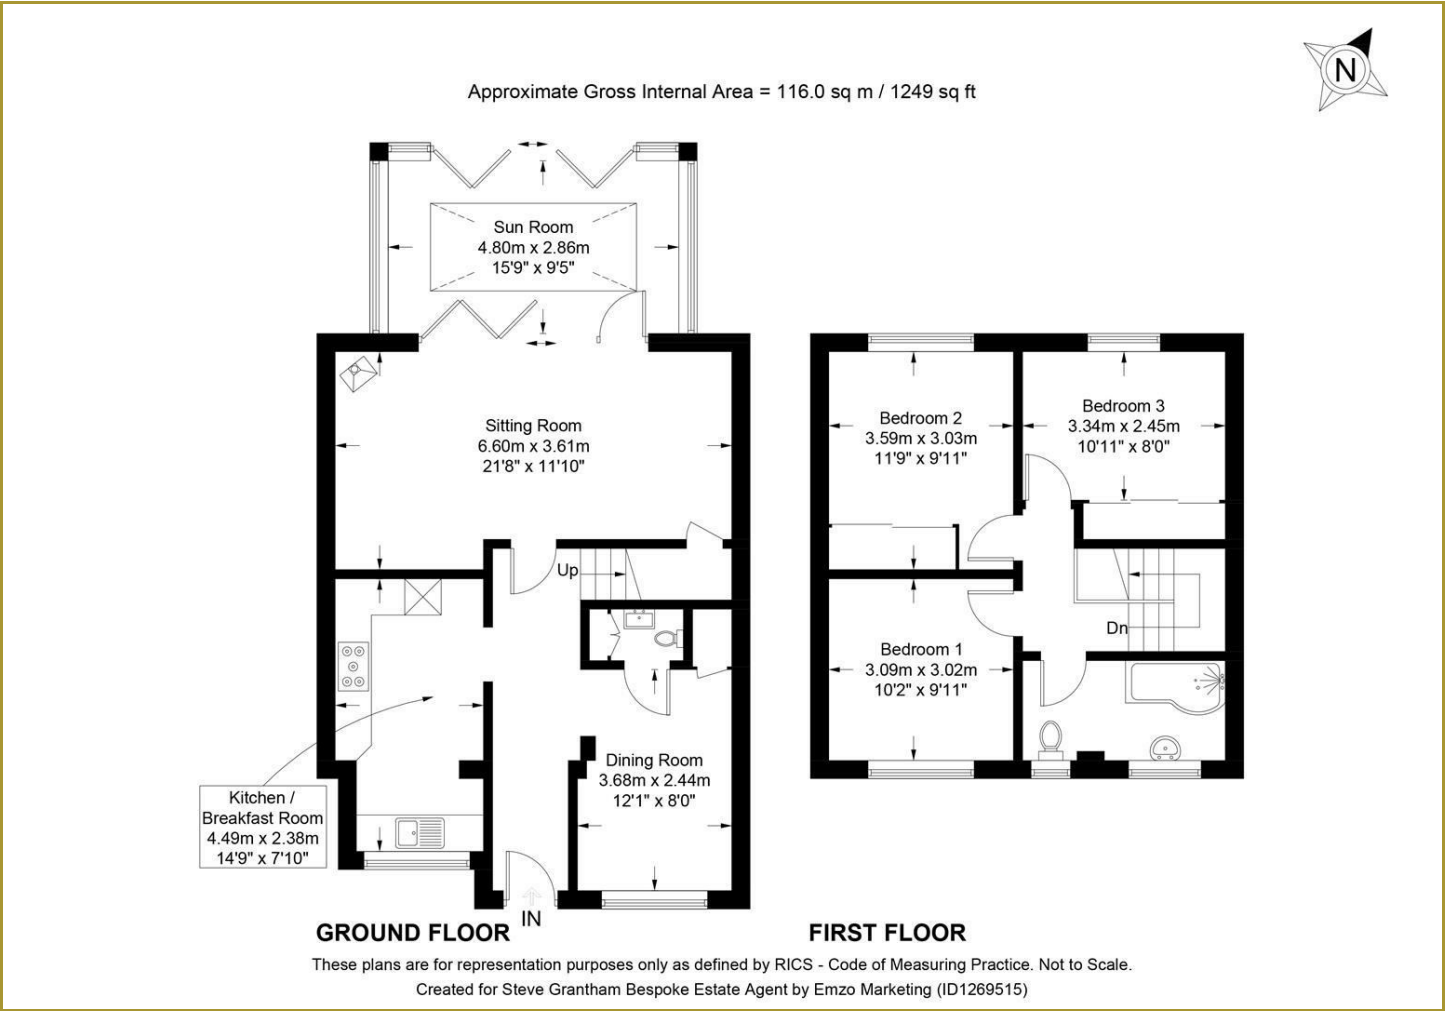 N
Approximate Gross Internal Area = 116.0 sq m / 1249 sq ft
Sun Room
4.80m x 2.86m
15'9" x 9'5"
Sitting Room
6.60m x 3.61m
21'8" x 11'10"
Up
Dining Room
3.68m x 2.44m
12'1" x 8'0"
Kitchen /
Breakfast Room
4.49m x 2.38m
14'9" x 7'10"
IN
GROUND FLOOR
Bedroom 2
3.59m x 3.03m
11'9" x 9'11"
Bedroom 3
3.34m x 2.45m
10'11" x 8'0"
Dn
Bedroom 1
3.09m x 3.02m
10'2" x 9'11"
FIRST FLOOR
These plans are for representation purposes only as defined by RICS - Code of Measuring Practice. Not to Scale.
Created for Steve Grantham Bespoke Estate Agent by Emzo Marketing (ID1269515)